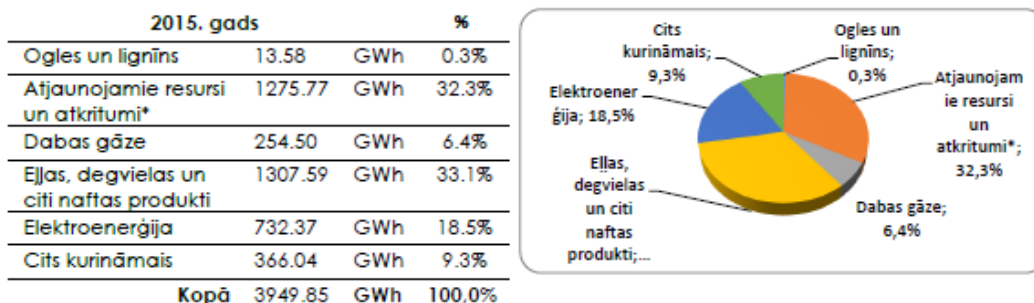 2015. gads %
Ogles un lignīns 13.58 GWh 0.3%
Atjaunojamie resursi
un atkritumi* 1275.77 GWh 32.3%
Dabas gāze 254.50 GWh 6.4%
Eļļas, degvielas un
citi naftas produkti 1307.59 GWh 33.1%
Elektroenerģija 732.37 GWh 18.5%
Cits kurināmais 366.04 GWh 9.3%
Kopā 3949.85 GWh 100,0%
Cits
kurināmais;
9,3%
Ogles un
lignīns;
0,3%
Atjaunojam
ie resursi
un
atkritumi*;
32,3%
Elektroener
ģija; 18,5%
Eļļas,
degvielas
un citi
naftas
produkti;...
Dabas gāze;
6,4%